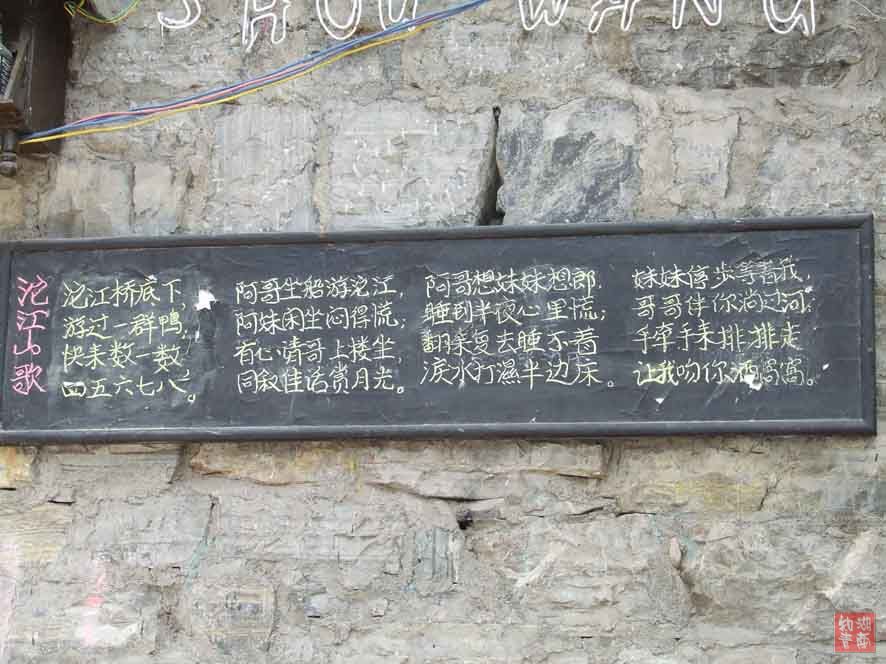 SHOU WANG
沱江山歌
沱江桥底下,
游过一群鸭,
快来数一数,
四五六七八。
阿哥坐船游沱江,
阿妹闲坐闷得慌;
有心请哥上楼坐,
同叙佳话赏月光。
阿哥想妹妹想郎,
睡到半夜心里慌;
翻来复去睡不着
泪水打濕半边床。
妹妹停步等着我,
哥哥伴你淌过河;
手牵手来排排走
让我吻你酒窝窝。